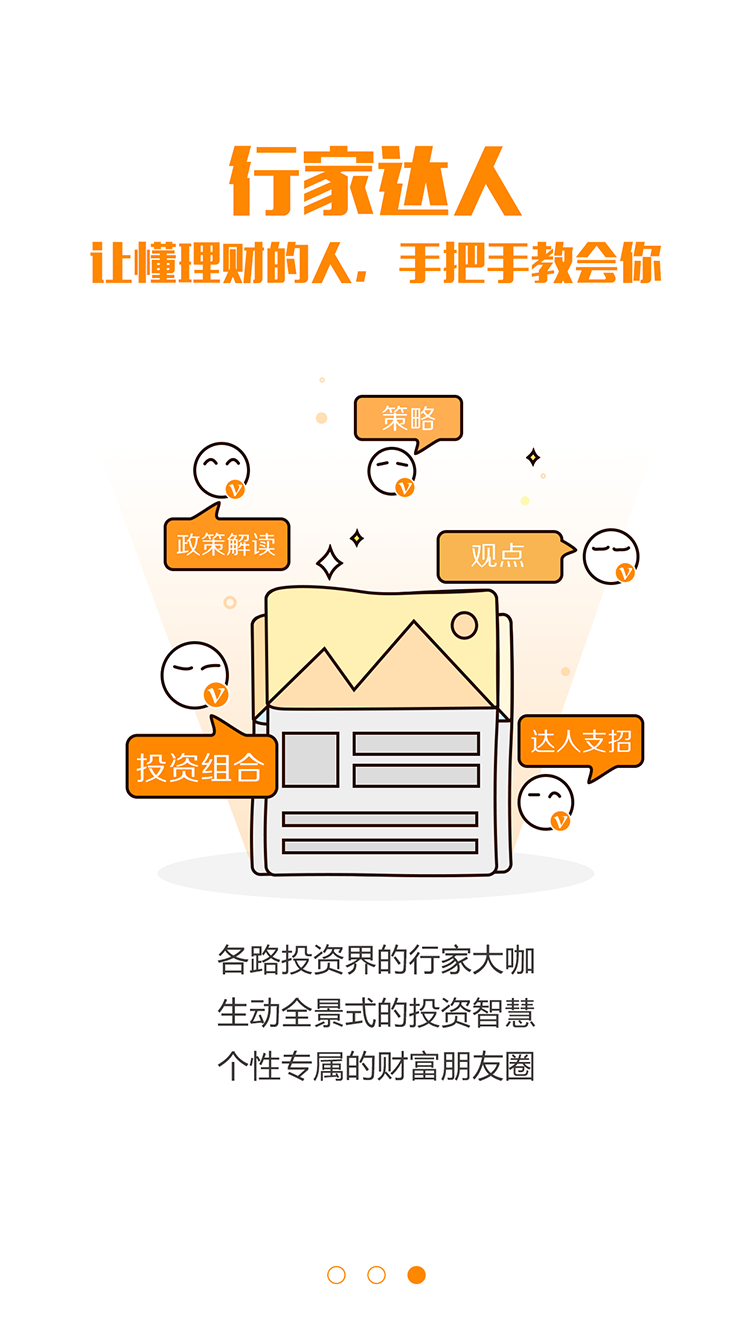 行家达人
让懂理财的人，手把手教会你
策略
政策解读
观点
投资组合
达人支招
各路投资界的行家大咖
生动全景式的投资智慧
个性专属的财富朋友圈